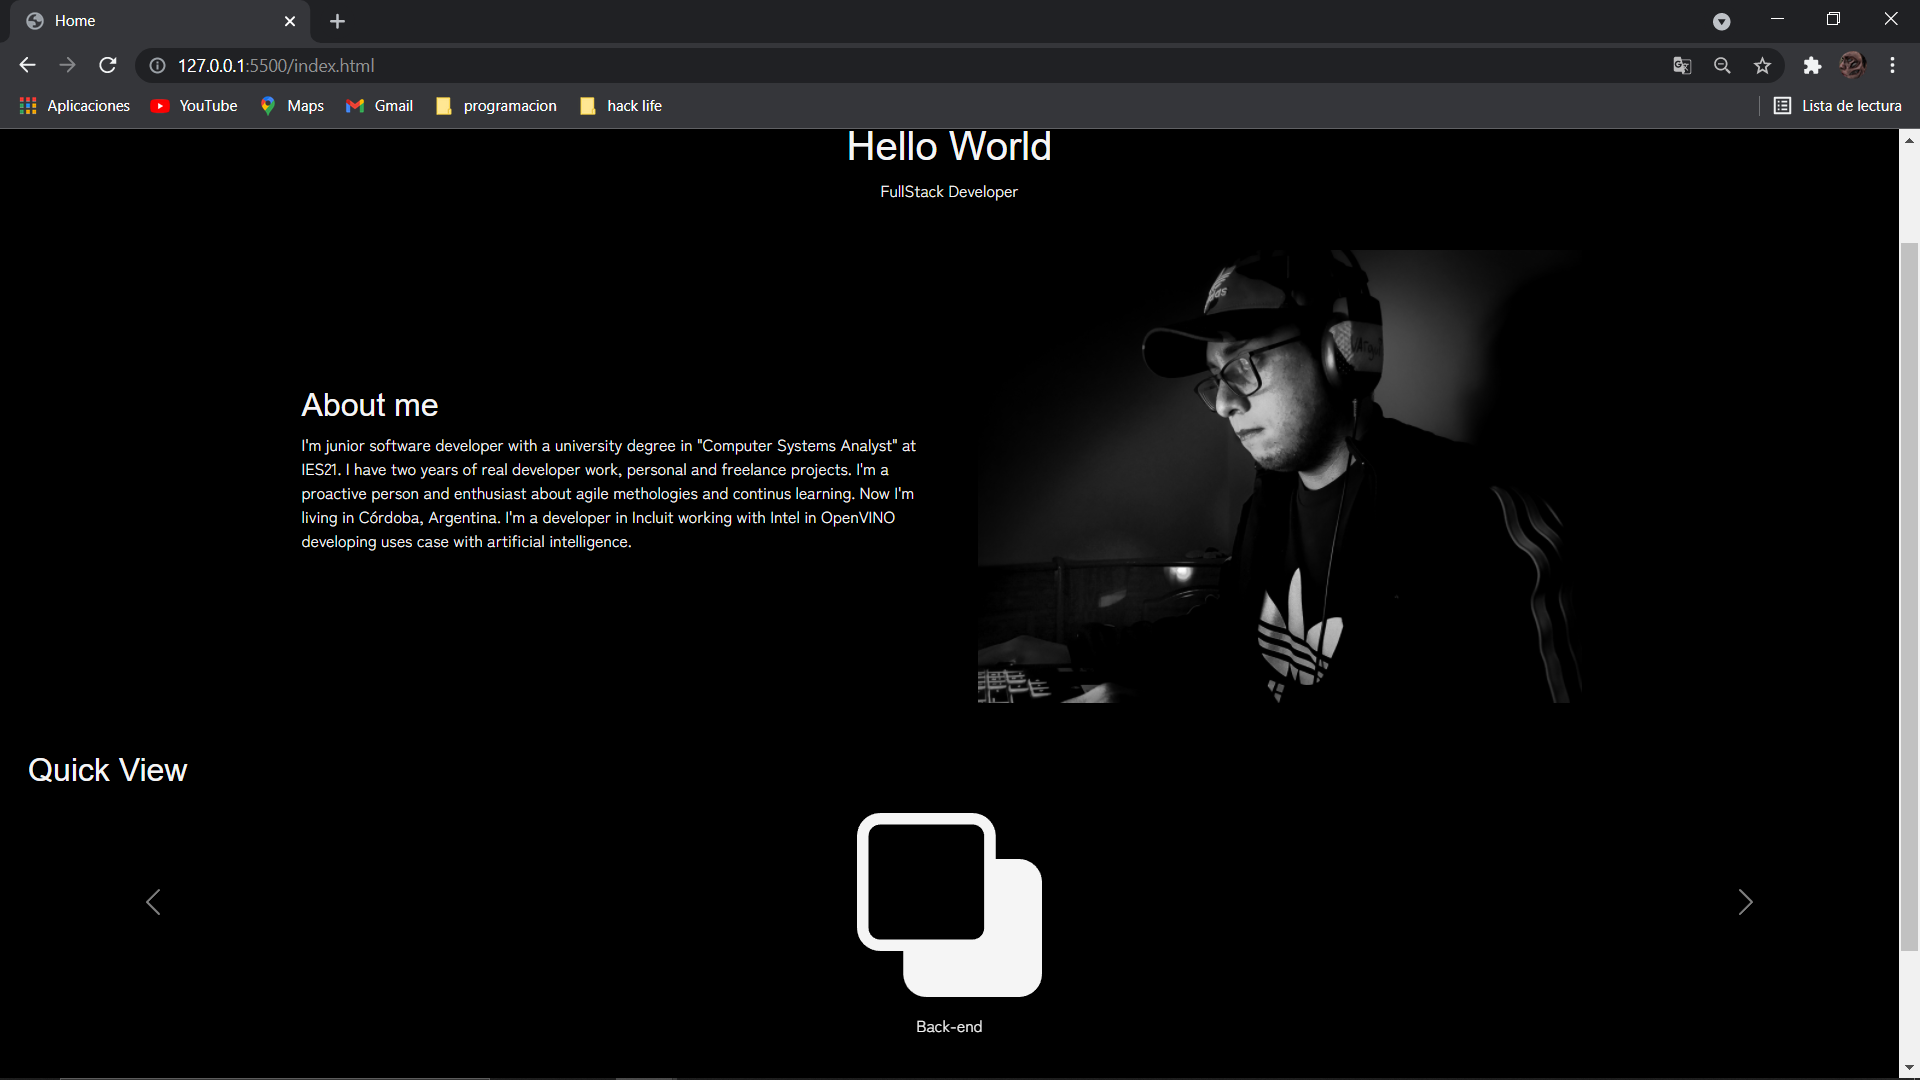 Home
127.0.0.1:5500/index.html
Aplicaciones YouTube Maps Gmail programacion hack life Lista de lectura
Hello World
FullStack Developer
About me
I'm junior software developer with a university degree in "Computer Systems Analyst" at
IES21. I have two years of real developer work, personal and freelance projects. I'm a
proactive person and enthusiast about agile methologies and continus learning. Now I'm
living in Córdoba, Argentina. I'm a developer in Incluit working with Intel in OpenVINO
developing uses case with artificial intelligence.
Quick View
Back-end